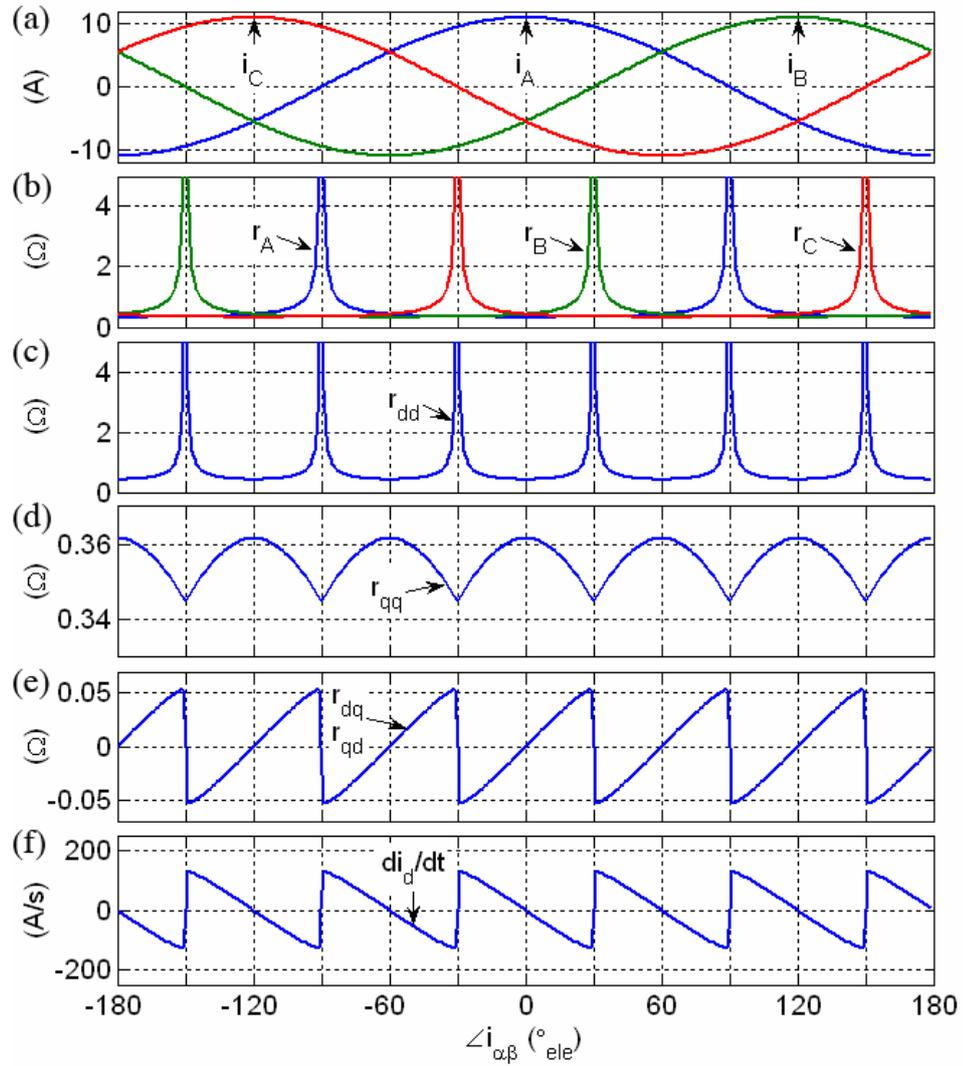 (a)
10
0
-10
(A)
i_C
i_A
i_B
(b)
4
2
0
(Ω)
r_A
r_B
r_C
(c)
4
2
0
(Ω)
r_dd
(d)
0.36
0.34
(Ω)
r_qq
(e)
0.05
0
-0.05
(Ω)
r_dq
r_qd
(f)
200
0
-200
(A/s)
di_d/dt
-180 -120 -60 0 60 120 180
∠i_αβ (°_ele)